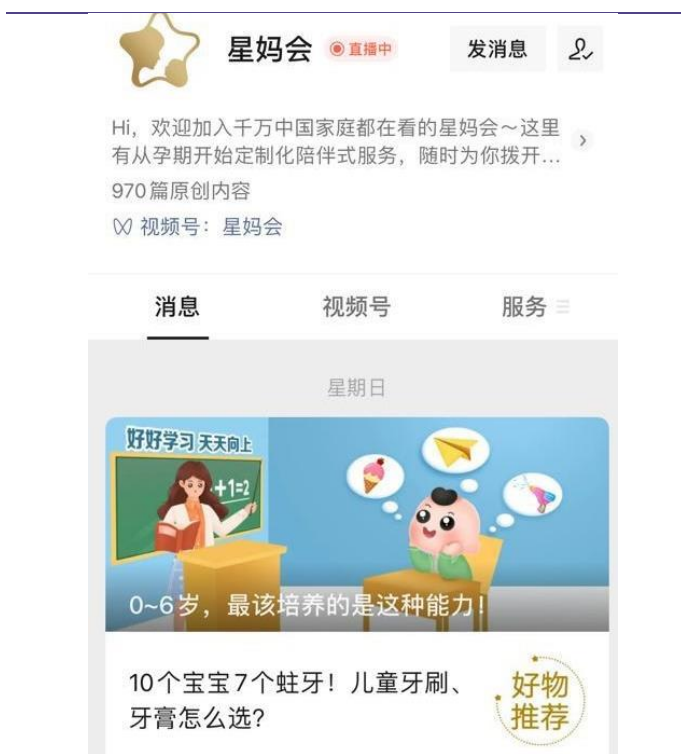 星妈会 直播中 发消息
Hi，欢迎加入千万中国家庭都在看的星妈会～这里
有从孕期开始定制化陪伴式服务，随时为你拨开...
970篇原创内容
视频号：星妈会
消息 视频号 服务
星期日
好好学习 天天向上
+1=2
0~6岁，最该培养的是这种能力！
10个宝宝7个蛀牙！儿童牙刷、
牙膏怎么选？
好物
推荐